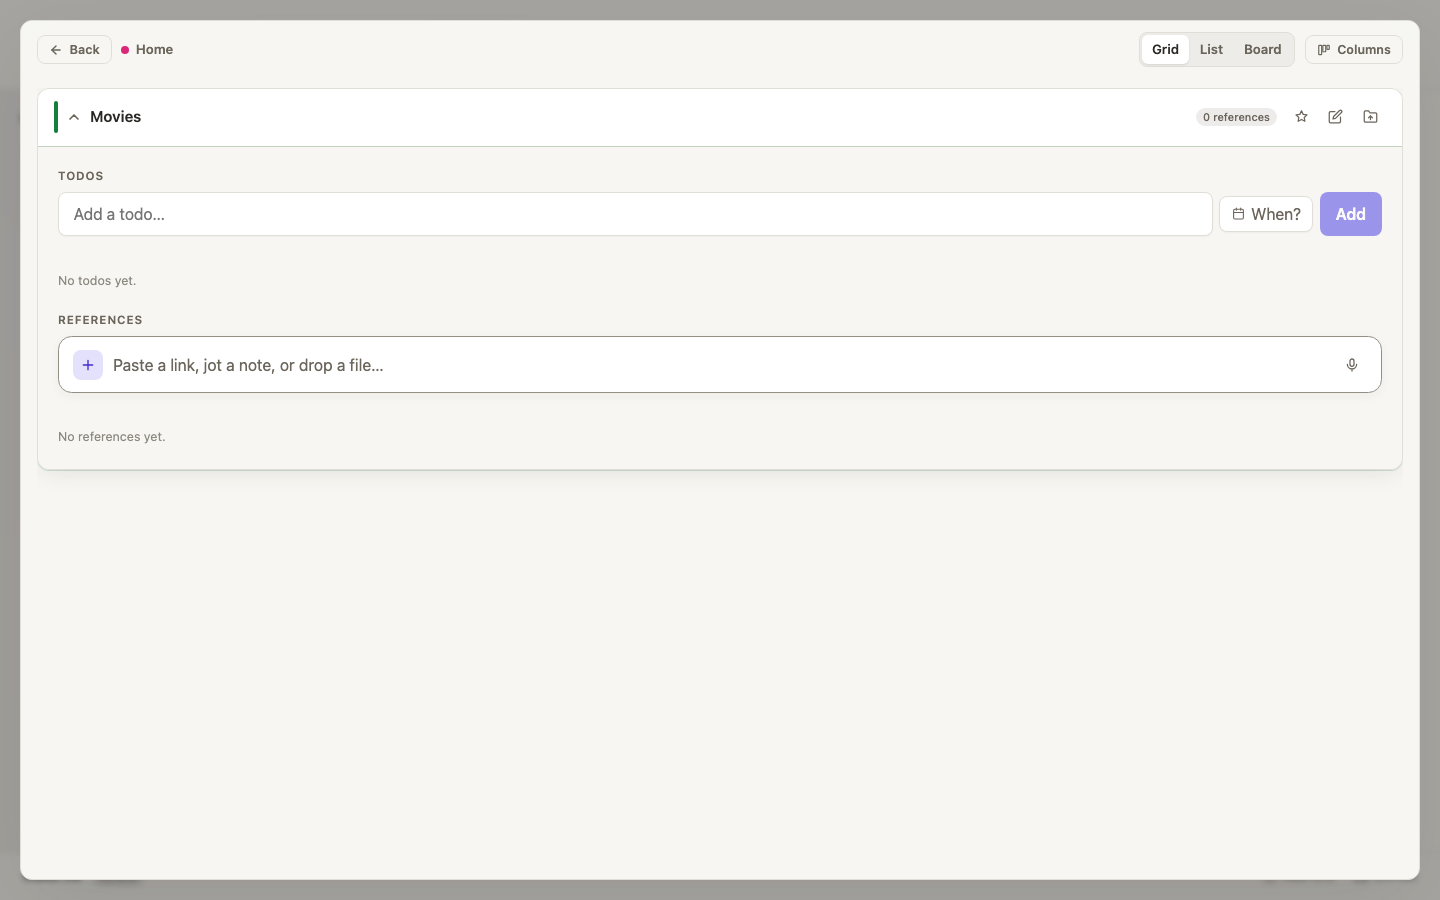 Back
Home
Grid
List
Board
Columns
Movies
0 references
TODOS
Add a todo...
When?
Add
No todos yet.
REFERENCES
Paste a link, jot a note, or drop a file...
No references yet.